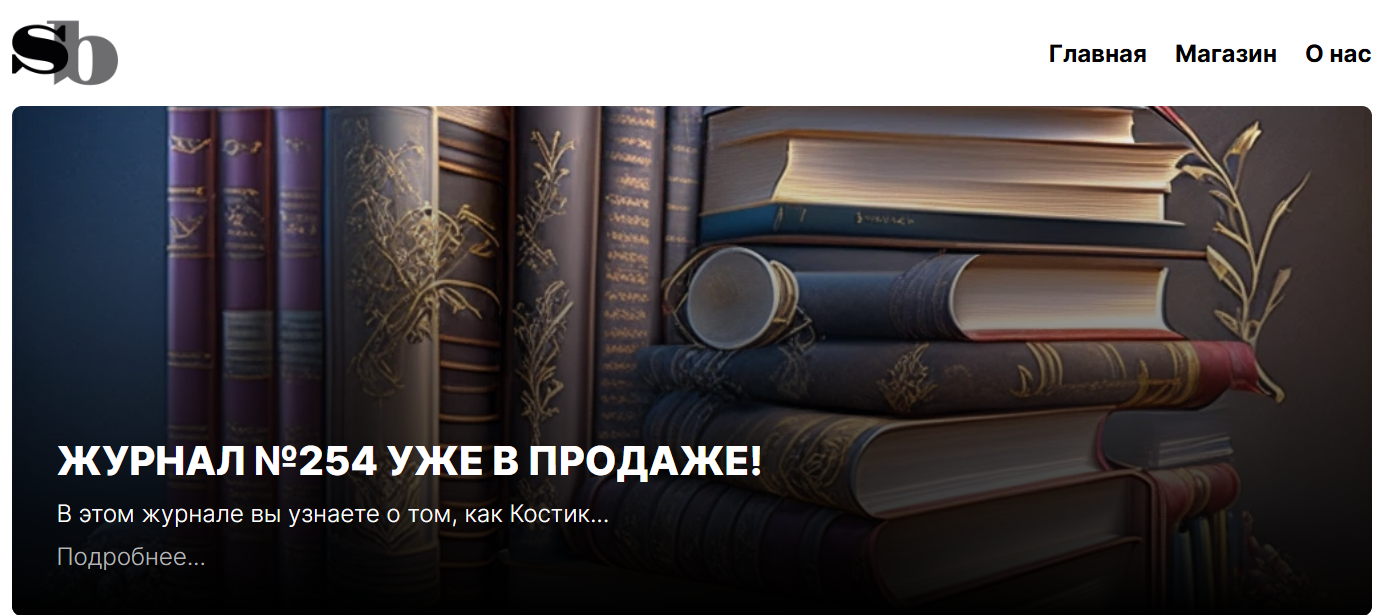 Sb
Главная Магазин О нас
ЖУРНАЛ №254 УЖЕ В ПРОДАЖЕ!
В этом журнале вы узнаете о том, как Костик...
Подробнее...